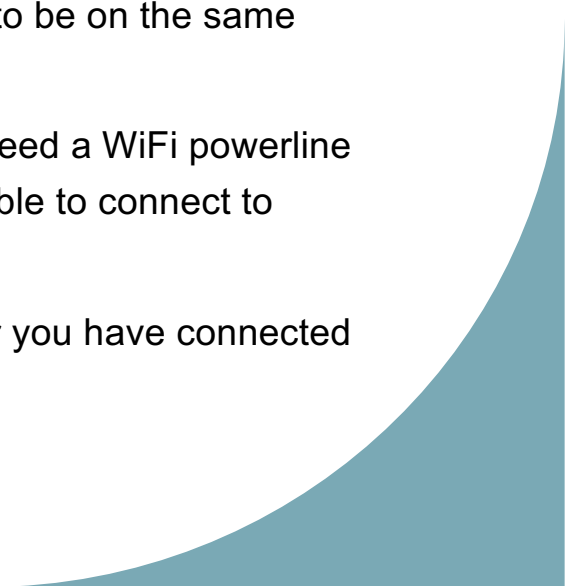 to be on the same
eed a WiFi powerline
ble to connect to
you have connected